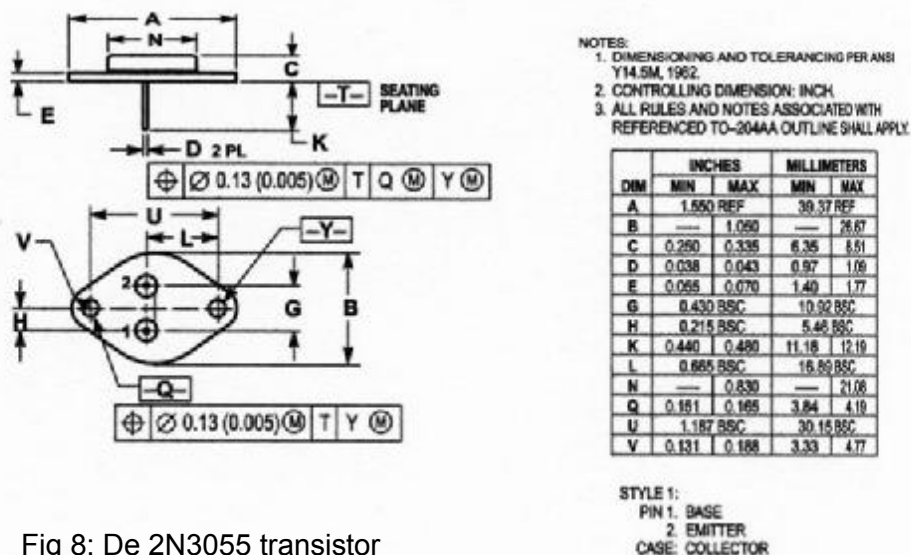 A
N
C
E
-T- SEATING
PLANE
K
D 2 PL
⌖ Ø 0.13 (0.005) Ⓜ T Q Ⓜ Y Ⓜ
U
L
-Y-
V
2
G
B
H
1
-Q-
⌖ Ø 0.13 (0.005) Ⓜ T Y Ⓜ
Fig 8: De 2N3055 transistor
NOTES:
1. DIMENSIONING AND TOLERANCING PER ANSI
Y14.5M, 1982.
2. CONTROLLING DIMENSION: INCH.
3. ALL RULES AND NOTES ASSOCIATED WITH
REFERENCED TO-204AA OUTLINE SHALL APPLY.
INCHES MILLIMETERS
DIM MIN MAX MIN MAX
A 1.550 REF 39.37 REF
B --- 1.050 --- 26.67
C 0.250 0.335 6.35 8.51
D 0.038 0.043 0.97 1.09
E 0.055 0.070 1.40 1.77
G 0.430 BSC 10.92 BSC
H 0.215 BSC 5.46 BSC
K 0.440 0.480 11.18 12.19
L 0.665 BSC 16.89 BSC
N --- 0.830 --- 21.08
Q 0.151 0.165 3.84 4.19
U 1.187 BSC 30.15 BSC
V 0.131 0.188 3.33 4.77
STYLE 1:
PIN 1. BASE
2. EMITTER
CASE: COLLECTOR